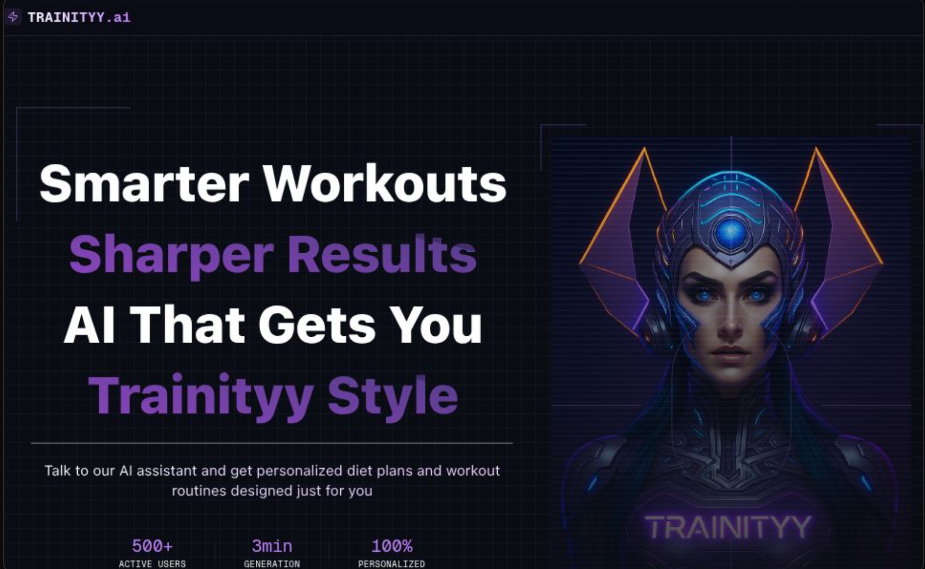 TRAINITYY.ai
Smarter Workouts
Sharper Results
AI That Gets You
Trainityy Style
Talk to our AI assistant and get personalized diet plans and workout
routines designed just for you
500+
ACTIVE USERS
3min
GENERATION
100%
PERSONALIZED
TRAINITYY